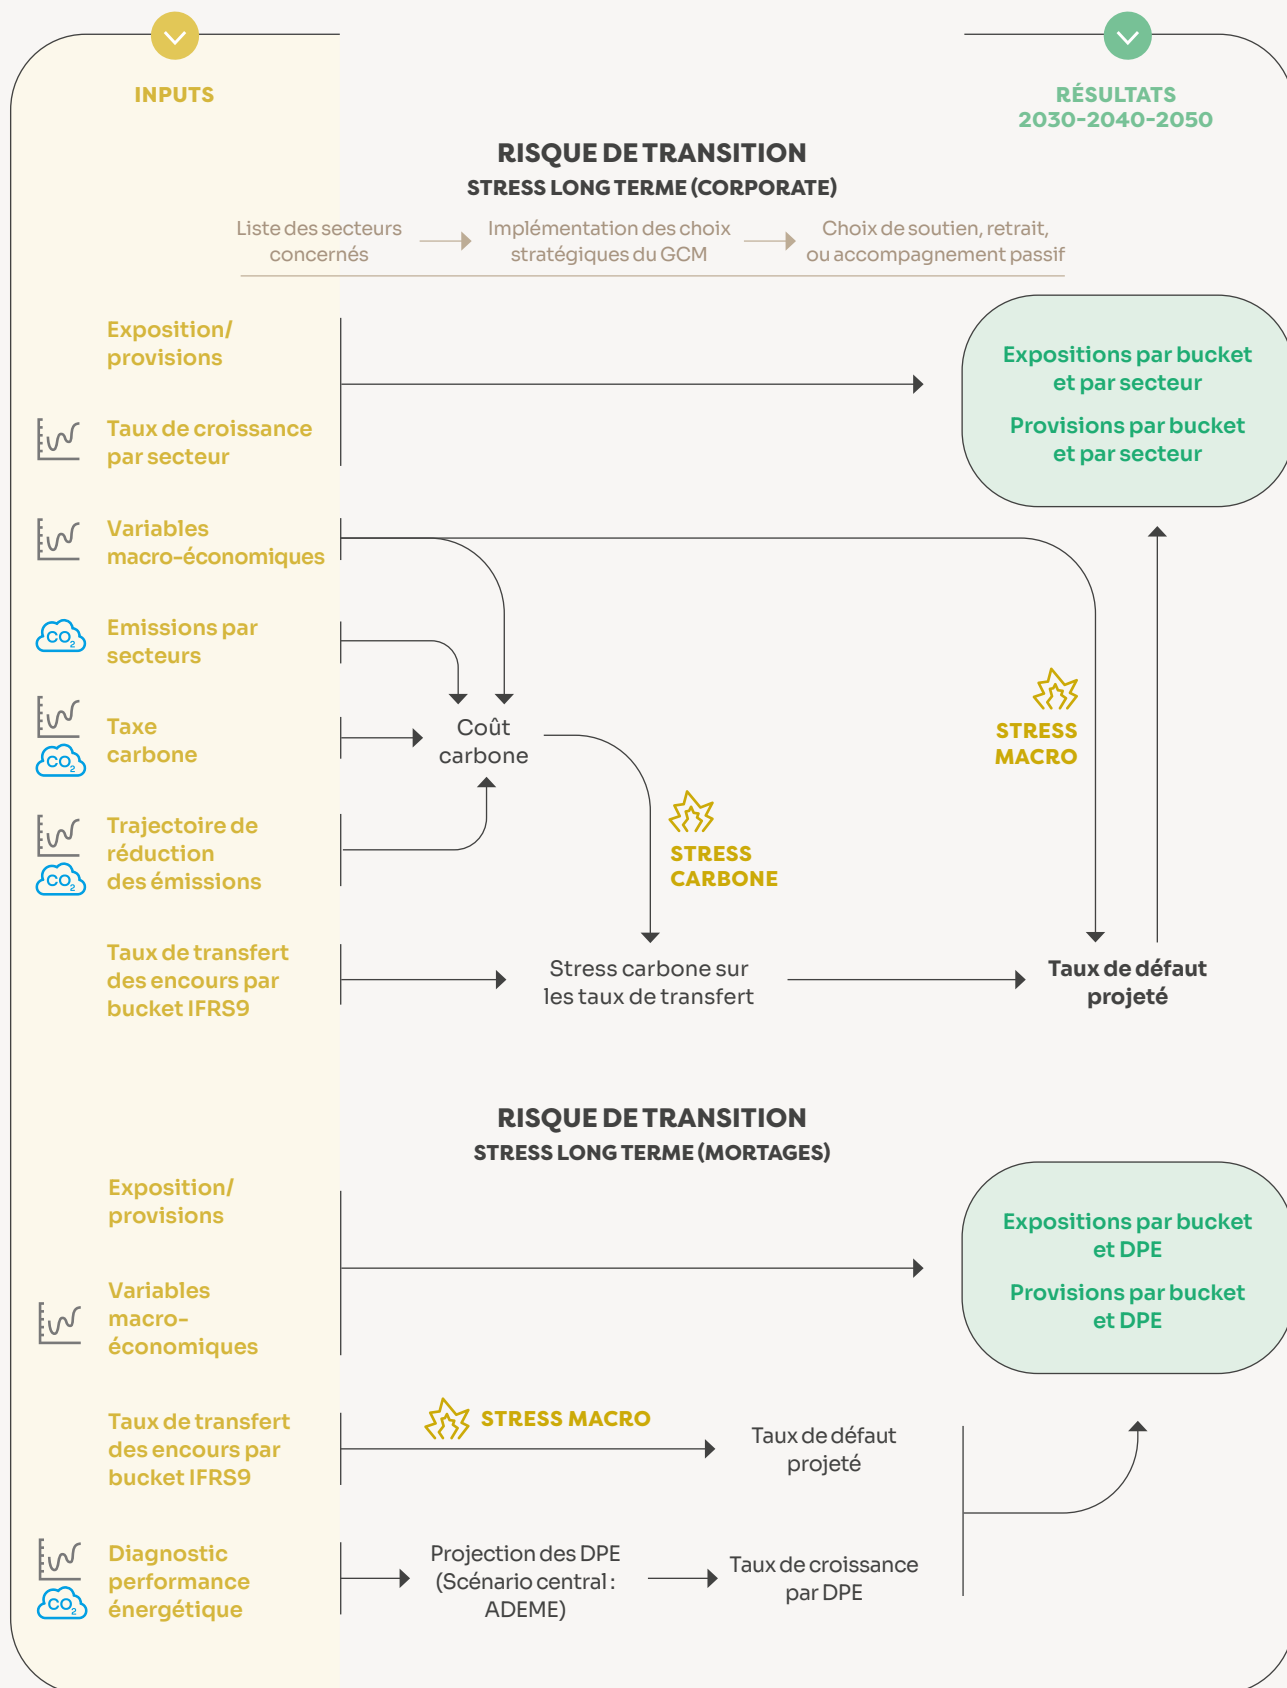 INPUTS
RÉSULTATS
2030-2040-2050
RISQUE DE TRANSITION
STRESS LONG TERME (CORPORATE)
Liste des secteurs
concernés
Implémentation des choix
stratégiques du GCM
Choix de soutien, retrait,
ou accompagnement passif
Exposition/
provisions
Expositions par bucket
et par secteur
Provisions par bucket
et par secteur
Taux de croissance
par secteur
Variables
macro-économiques
CO2
Emissions par
secteurs
CO2
Taxe
carbone
Coût
carbone
STRESS
MACRO
CO2
Trajectoire de
réduction
des émissions
STRESS
CARBONE
Taux de transfert
des encours par
bucket IFRS9
Stress carbone sur
les taux de transfert
Taux de défaut
projeté
RISQUE DE TRANSITION
STRESS LONG TERME (MORTAGES)
Exposition/
provisions
Expositions par bucket
et DPE
Provisions par bucket
et DPE
Variables
macro-
économiques
Taux de transfert
des encours par
bucket IFRS9
STRESS MACRO
Taux de défaut
projeté
CO2
Diagnostic
performance
énergétique
Projection des DPE
(Scénario central :
ADEME)
Taux de croissance
par DPE